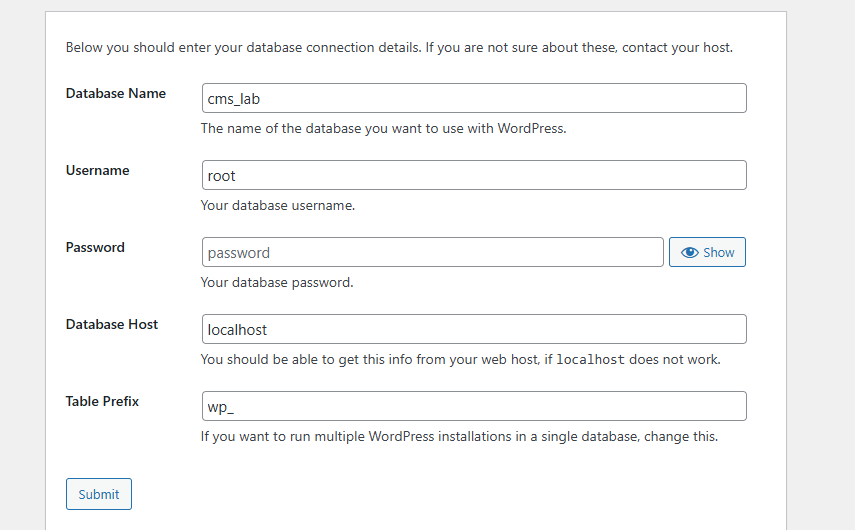 Below you should enter your database connection details. If you are not sure about these, contact your host.
Database Name
cms_lab
The name of the database you want to use with WordPress.
Username
root
Your database username.
Password
password
Show
Your database password.
Database Host
localhost
You should be able to get this info from your web host, if localhost does not work.
Table Prefix
wp_
If you want to run multiple WordPress installations in a single database, change this.
Submit